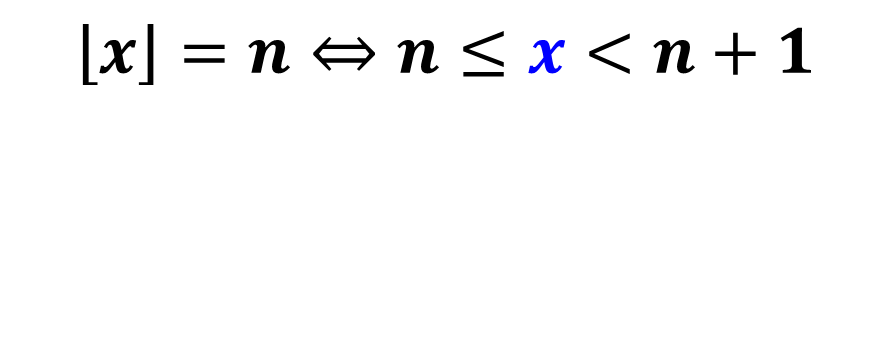 ⌊x⌋ = n ⇔ n ≤ x < n + 1